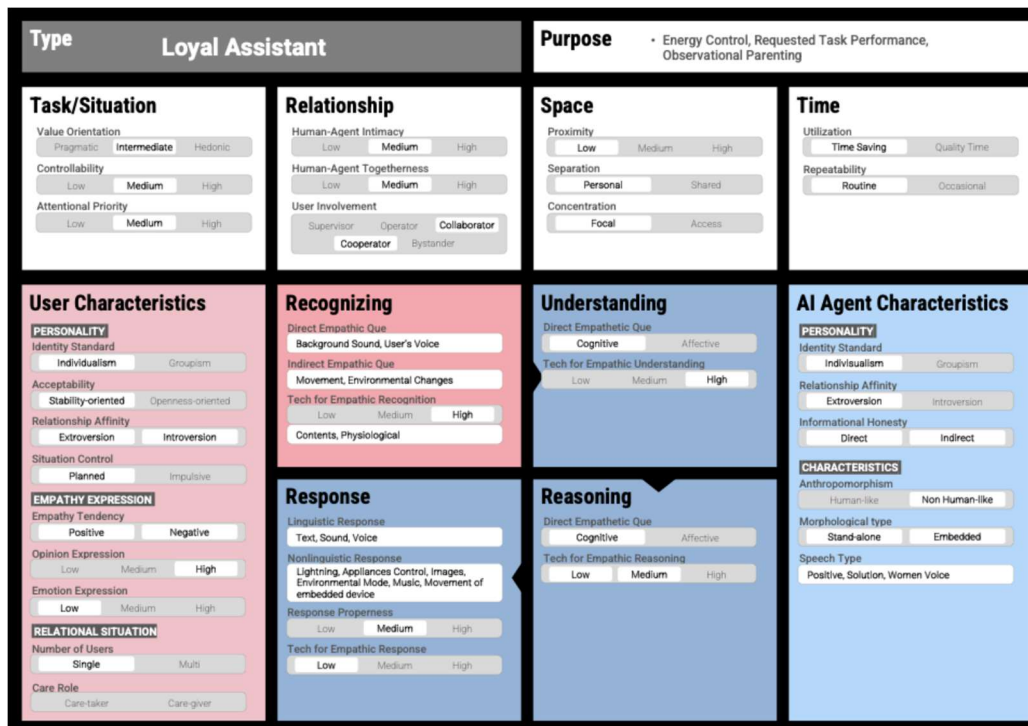 Type
Loyal Assistant
Purpose
• Energy Control, Requested Task Performance,
Observational Parenting
Task/Situation
Value Orientation
Pragmatic Intermediate Hedonic
Controllability
Low Medium High
Attentional Priority
Low Medium High
Relationship
Human-Agent Intimacy
Low Medium High
Human-Agent Togetherness
Low Medium High
User Involvement
Supervisor Operator Collaborator
Cooperator Bystander
Space
Proximity
Low Medium High
Separation
Personal Shared
Concentration
Focal Access
Time
Utilization
Time Saving Quality Time
Repeatability
Routine Occasional
User Characteristics
PERSONALITY
Identity Standard
Individualism Groupism
Acceptability
Stability-oriented Openness-oriented
Relationship Affinity
Extroversion Introversion
Situation Control
Planned Impulsive
EMPATHY EXPRESSION
Empathy Tendency
Positive Negative
Opinion Expression
Low Medium High
Emotion Expression
Low Medium High
RELATIONAL SITUATION
Number of Users
Single Multi
Care Role
Care-taker Care-giver
Recognizing
Direct Empathic Que
Background Sound, User's Voice
Indirect Empathic Que
Movement, Environmental Changes
Tech for Empathic Recognition
Low Medium High
Contents, Physiological
Understanding
Direct Empathetic Que
Cognitive Affective
Tech for Empathic Understanding
Low Medium High
Response
Linguistic Response
Text, Sound, Voice
Nonlinguistic Response
Lightning, Appliances Control, Images,
Environmental Mode, Music, Movement of
embedded device
Response Properness
Low Medium High
Tech for Empathic Response
Low Medium High
Reasoning
Direct Empathetic Que
Cognitive Affective
Tech for Empathic Reasoning
Low Medium High
AI Agent Characteristics
PERSONALITY
Identity Standard
Indivisualism Groupism
Relationship Affinity
Extroversion Introversion
Informational Honesty
Direct Indirect
CHARACTERISTICS
Anthropomorphism
Human-like Non Human-like
Morphological type
Stand-alone Embedded
Speech Type
Positive, Solution, Women Voice